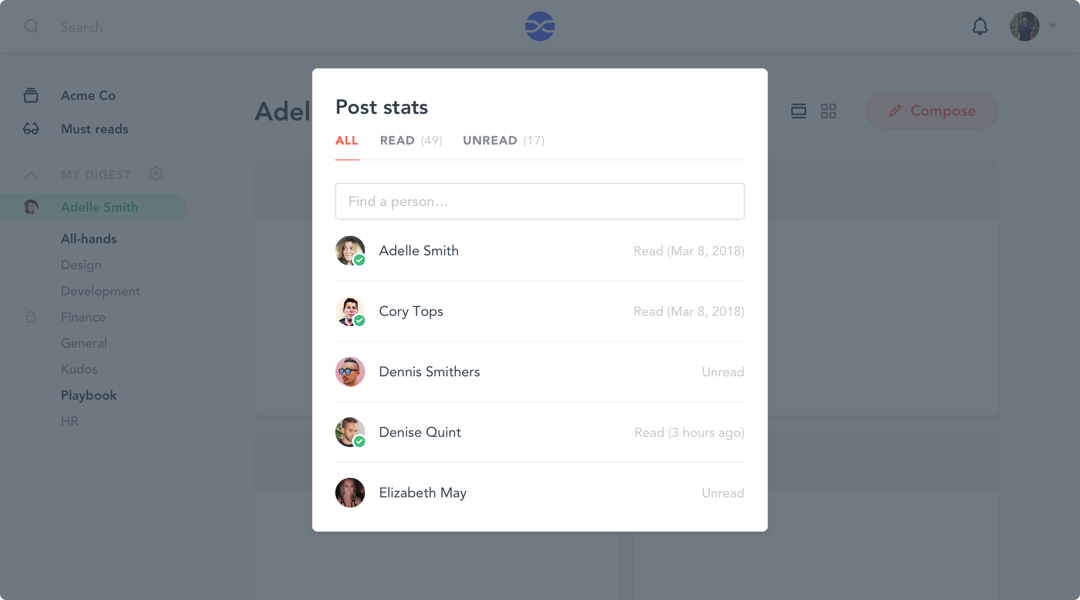 Search
Acme Co
Must reads
MY DIGEST
Adelle Smith
All-hands
Design
Development
Finance
General
Kudos
Playbook
HR
Adel
Compose
Post stats
ALL READ (49) UNREAD (17)
Find a person...
Adelle Smith Read (Mar 8, 2018)
Cory Tops Read (Mar 8, 2018)
Dennis Smithers Unread
Denise Quint Read (3 hours ago)
Elizabeth May Unread